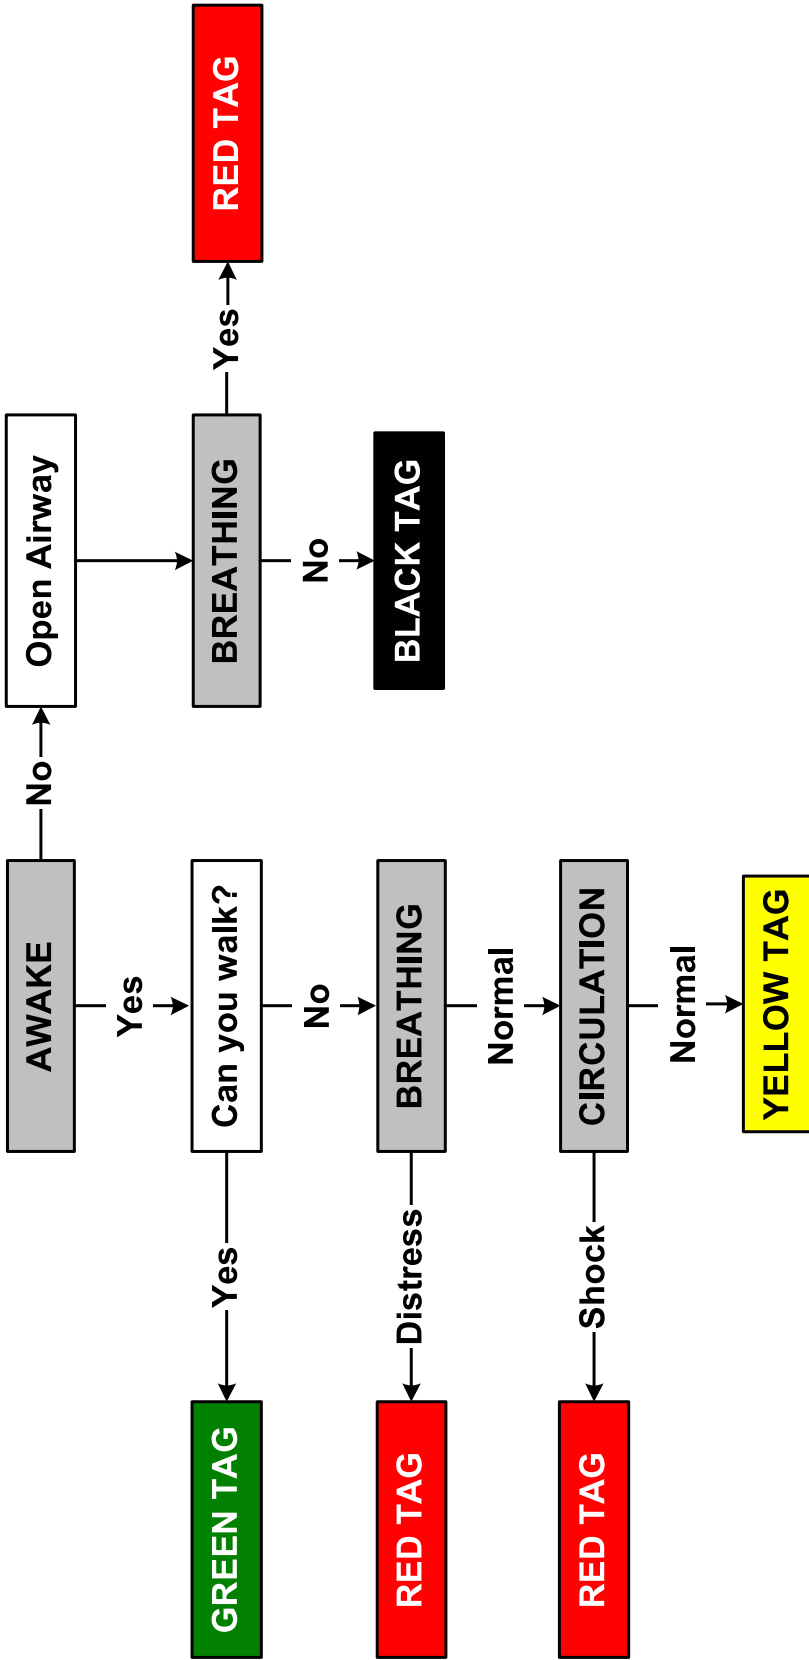 AWAKE
No
Open Airway
Yes
GREEN TAG
Yes
Can you walk?
BREATHING
Yes
RED TAG
No
No
RED TAG
Distress
BREATHING
BLACK TAG
Normal
RED TAG
Shock
CIRCULATION
Normal
YELLOW TAG